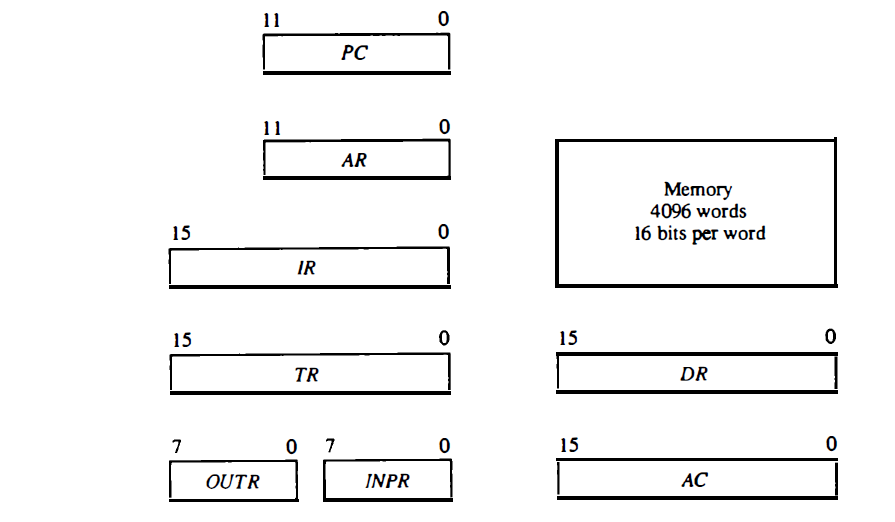 11 0
PC
11 0
AR
Memory
4096 words
16 bits per word
15 0
IR
15 0
TR
15 0
DR
7 0
OUTR
7 0
INPR
15 0
AC